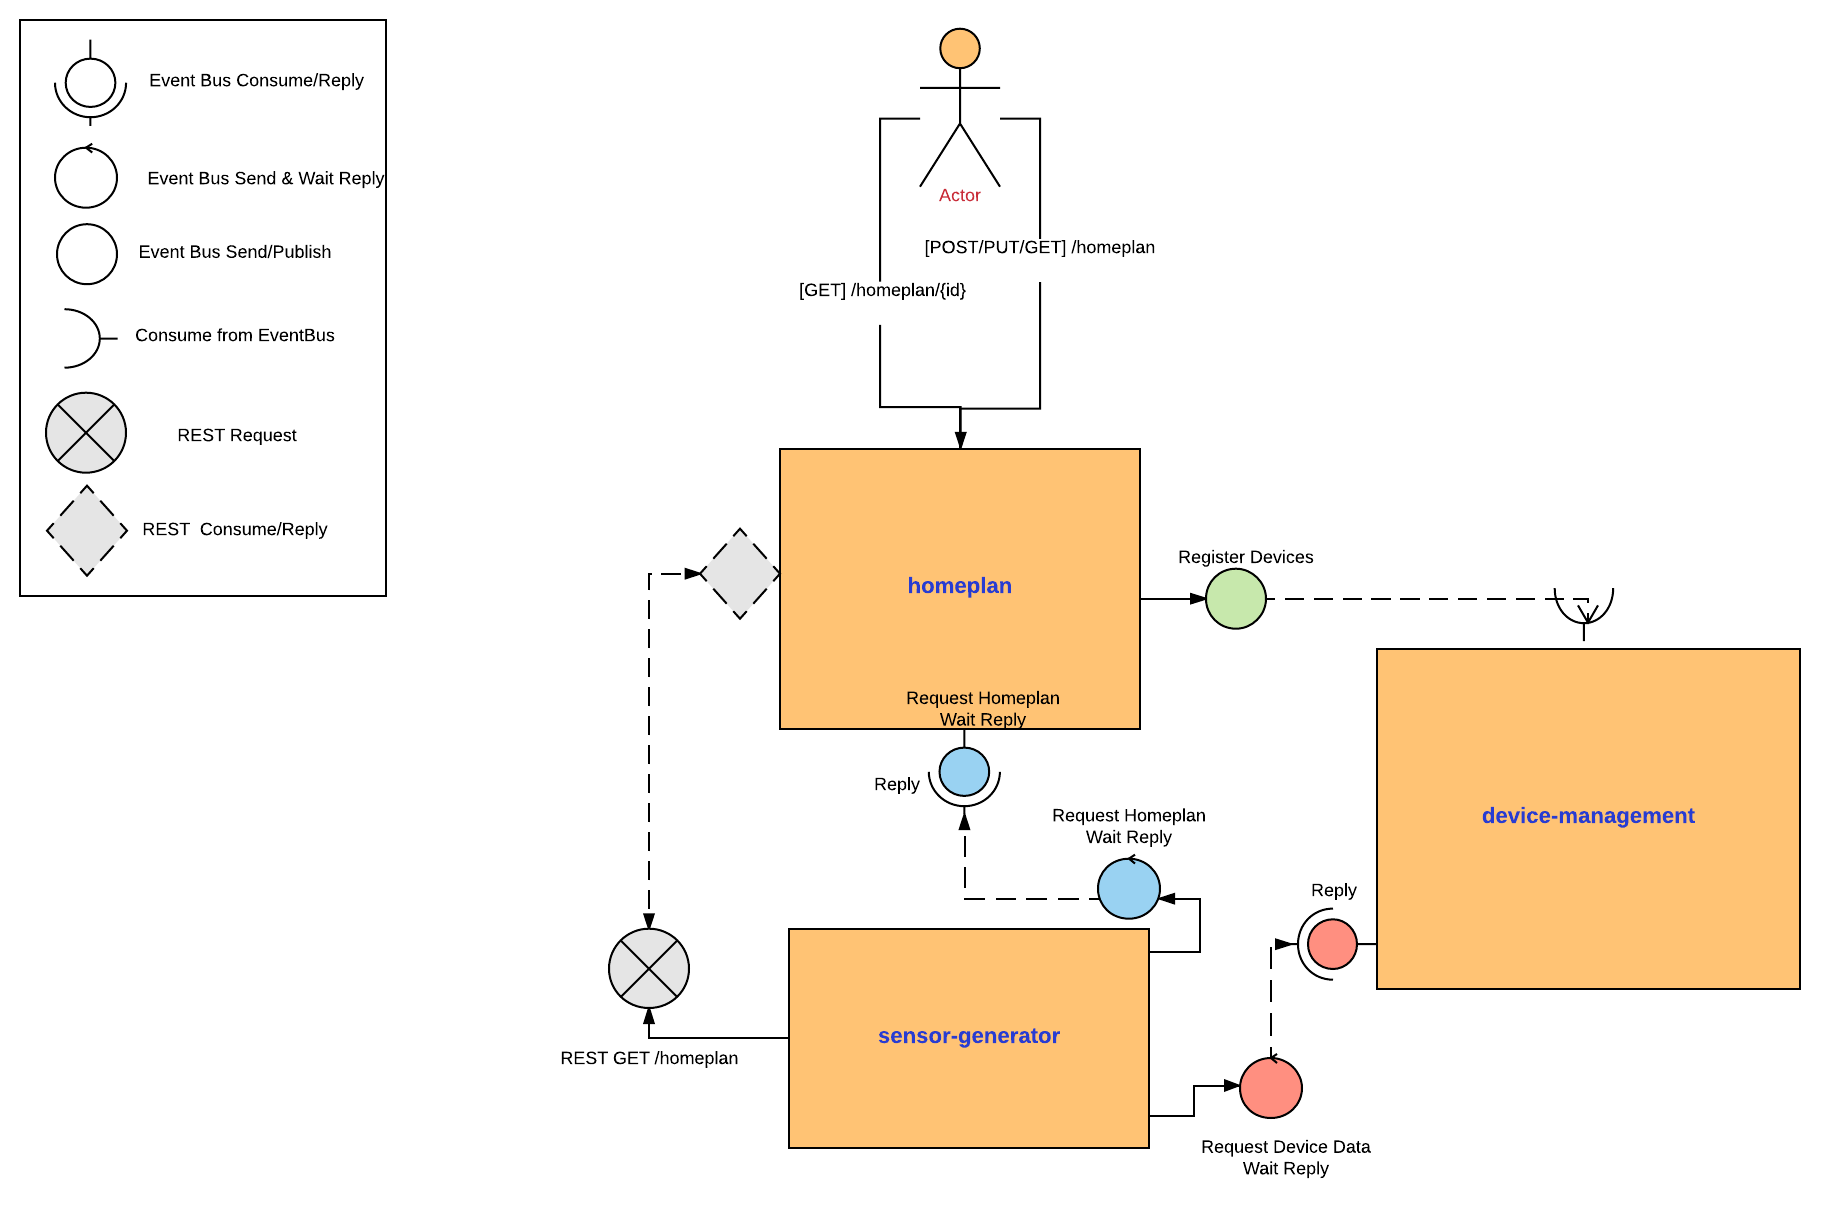 Event Bus Consume/Reply
Event Bus Send & Wait Reply
Event Bus Send/Publish
Consume from EventBus
REST Request
REST  Consume/Reply
Actor
[POST/PUT/GET] /homeplan
[GET] /homeplan/{id}
homeplan
Register Devices
Request Homeplan
Wait Reply
Reply
Request Homeplan
Wait Reply
device-management
Reply
sensor-generator
REST GET /homeplan
Request Device Data
Wait Reply